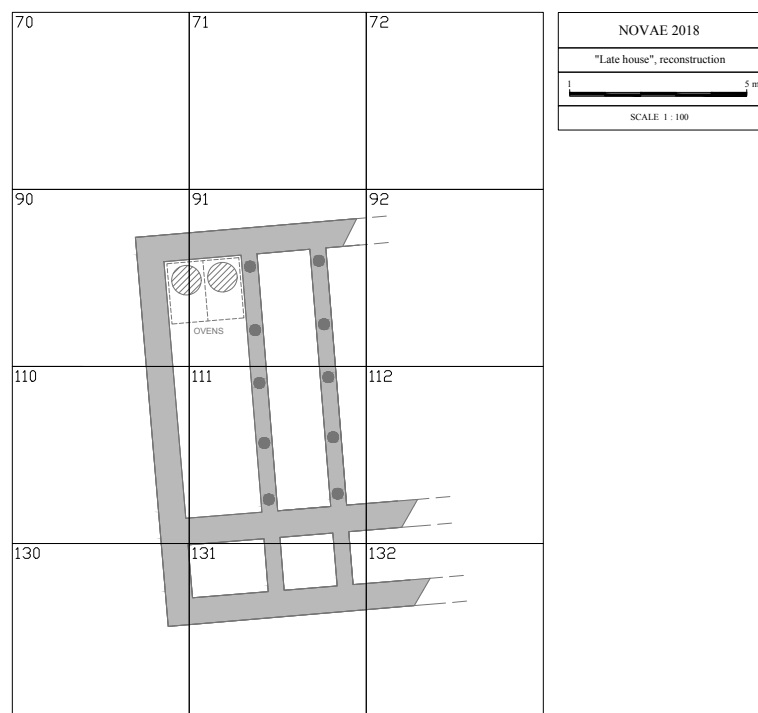 70 71 72
NOVAE 2018
"Late house", reconstruction
1 5 m
SCALE 1 : 100
90 91 92
OVENS
110 111 112
130 131 132